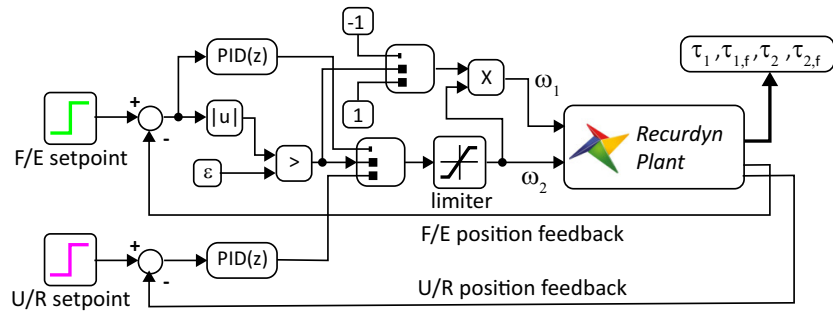 -1
PID(z)
τ1 ,τ1,f ,τ2 ,τ2,f
X
ω1
+
-
1
|u|
F/E setpoint
Recurdyn
Plant
>
ε
limiter
ω2
F/E position feedback
+
-
PID(z)
U/R setpoint
U/R position feedback